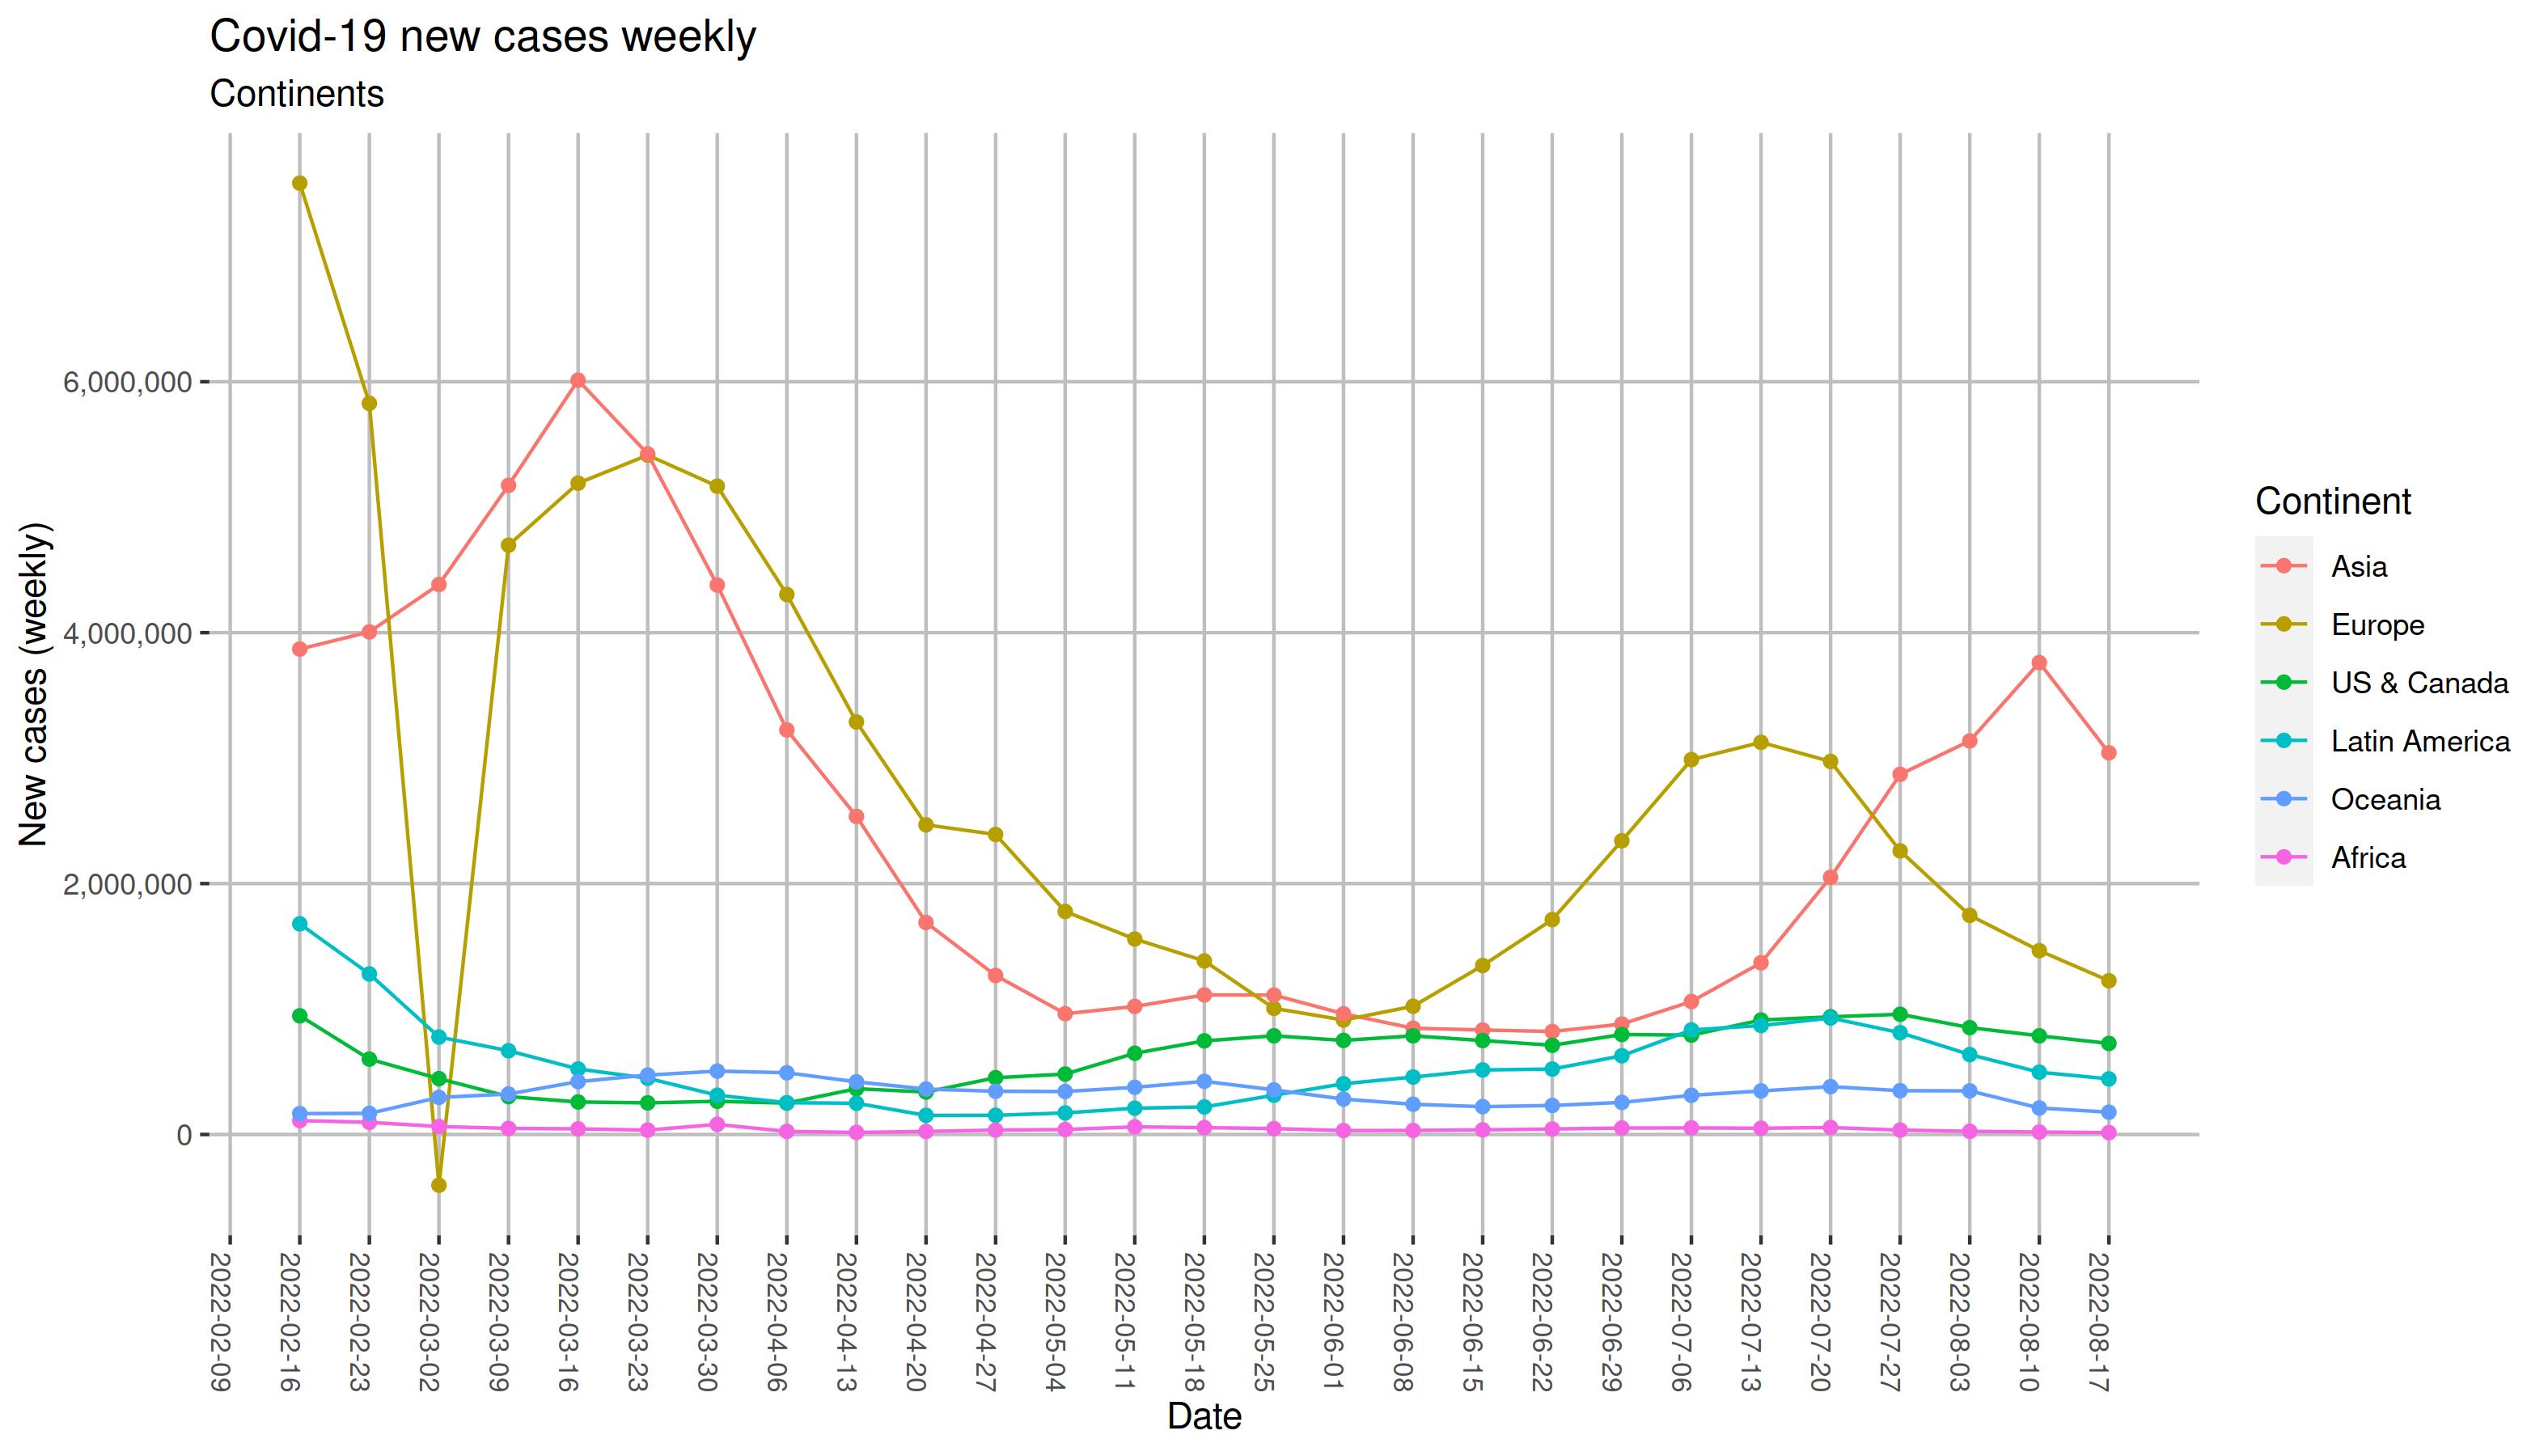 Covid-19 new cases weekly
Continents
New cases (weekly)
6,000,000
4,000,000
2,000,000
0
2022-02-09
2022-02-16
2022-02-23
2022-03-02
2022-03-09
2022-03-16
2022-03-23
2022-03-30
2022-04-06
2022-04-13
2022-04-20
2022-04-27
2022-05-04
2022-05-11
2022-05-18
2022-05-25
2022-06-01
2022-06-08
2022-06-15
2022-06-22
2022-06-29
2022-07-06
2022-07-13
2022-07-20
2022-07-27
2022-08-03
2022-08-10
2022-08-17
Date
Continent
Asia
Europe
US & Canada
Latin America
Oceania
Africa